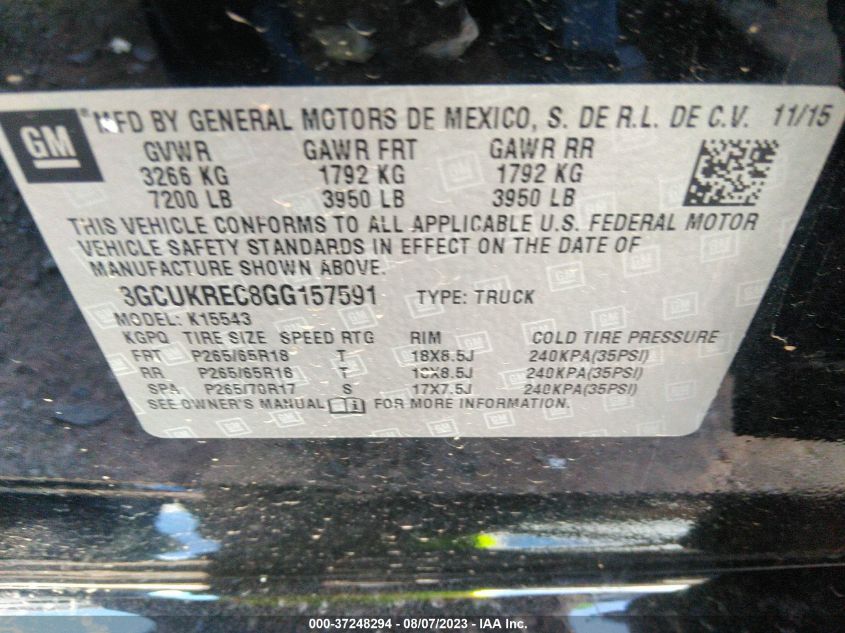 GM ® MFD BY GENERAL MOTORS DE MEXICO, S. DE R.L. DE C.V. 11/15
GVWR GAWR FRT GAWR RR
3266 KG 1792 KG 1792 KG
7200 LB 3950 LB 3950 LB
THIS VEHICLE CONFORMS TO ALL APPLICABLE U.S. FEDERAL MOTOR
VEHICLE SAFETY STANDARDS IN EFFECT ON THE DATE OF
MANUFACTURE SHOWN ABOVE.
3GCUKREC8GG157591 TYPE: TRUCK
MODEL: K15543
KGPQ TIRE SIZE SPEED RTG RIM COLD TIRE PRESSURE
FRT P265/65R18 T 18X8.5J 240KPA(35PSI)
RR P265/65R18 T 18X8.5J 240KPA(35PSI)
SPA P265/70R17 S 17X7.5J 240KPA(35PSI)
SEE OWNER'S MANUAL FOR MORE INFORMATION.
000-37248294 - 08/07/2023 - IAA Inc.